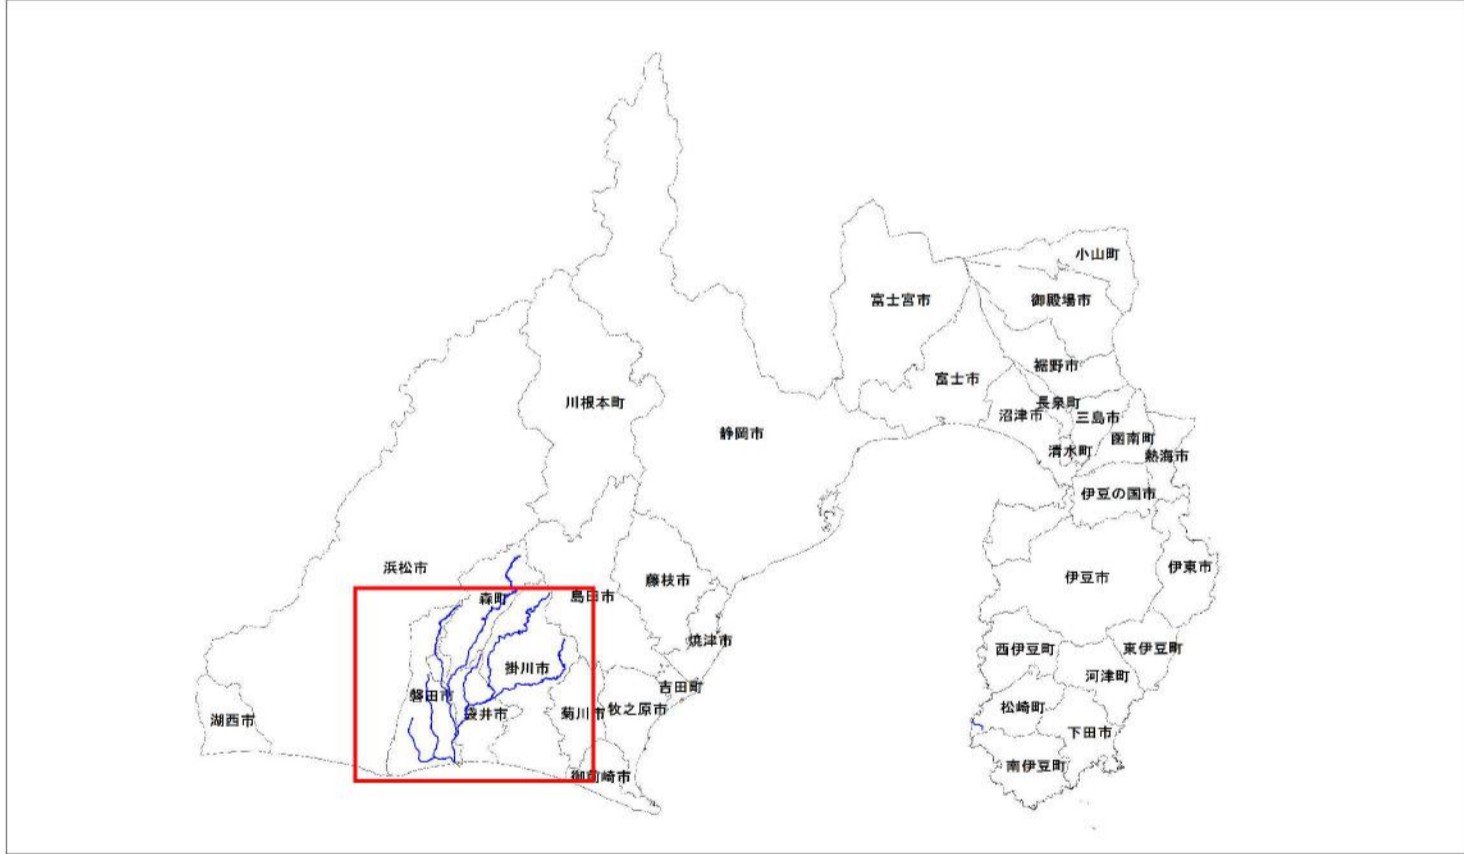 小山町
富士宮市
御殿場市
裾野市
富士市
川根本町
長泉町
沼津市
三島市
静岡市
函南町
清水町
熱海市
伊豆の国市
浜松市
伊東市
伊豆市
藤枝市
島田市
森町
焼津市
西伊豆町
東伊豆町
掛川市
河津町
吉田町
磐田市
松崎町
牧之原市
菊川市
袋井市
湖西市
下田市
南伊豆町
御前崎市